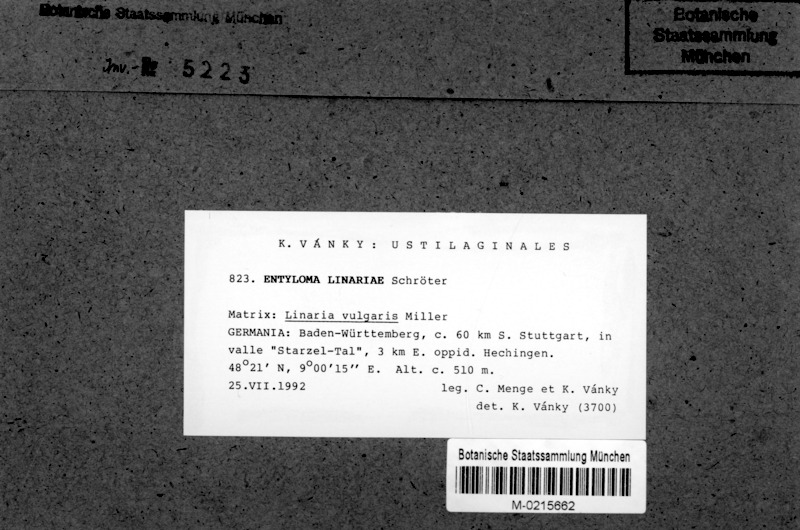 Botanische Staatssammlung München
Inv.- Nr 5223
Botanische
Staatssammlung
München
K. VÁNKY: USTILAGINALES
823. ENTYLOMA LINARIAE Schröter
Matrix: Linaria vulgaris Miller
GERMANIA: Baden-Württemberg, c. 60 km S. Stuttgart, in
valle "Starzel-Tal", 3 km E. oppid. Hechingen.
48°21' N, 9°00'15'' E. Alt. c. 510 m.
25.VII.1992 leg. C. Menge et K. Vánky
det. K. Vánky (3700)
Botanische Staatssammlung München
M-0215662